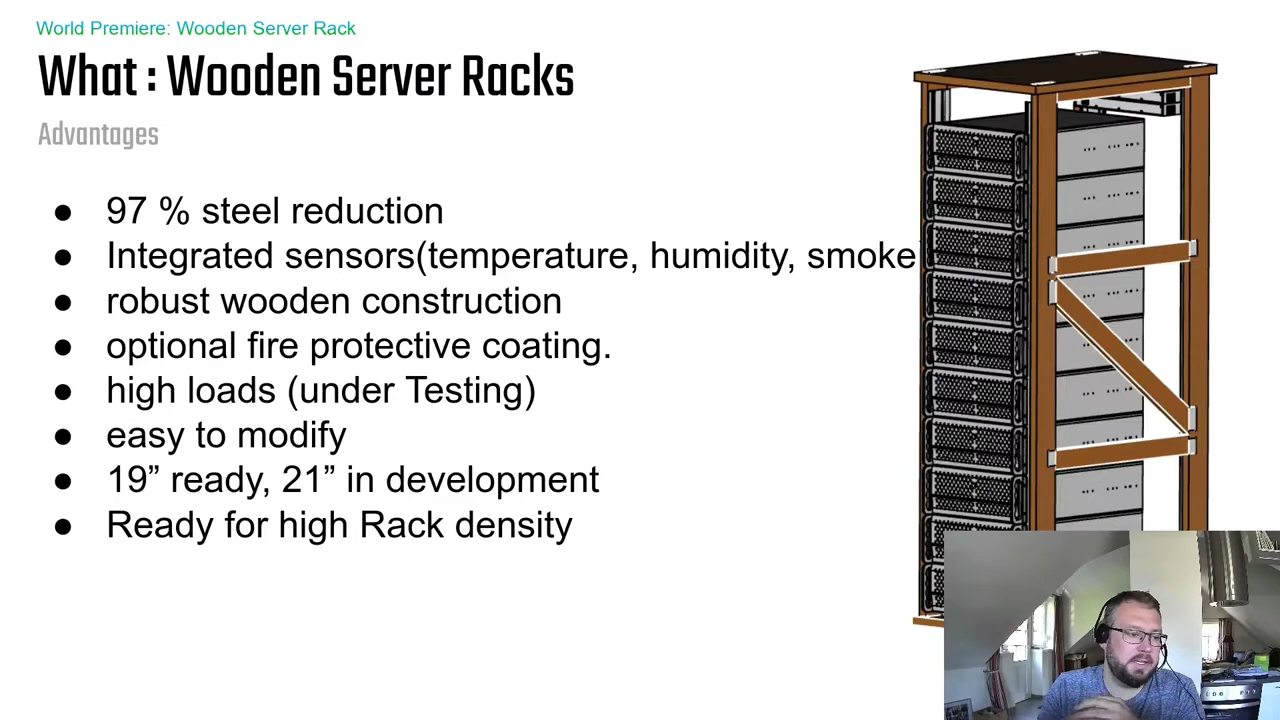 World Premiere: Wooden Server Rack
What : Wooden Server Racks
Advantages
● 97 % steel reduction
● Integrated sensors(temperature, humidity, smoke)
● robust wooden construction
● optional fire protective coating.
● high loads (under Testing)
● easy to modify
● 19” ready, 21” in development
● Ready for high Rack density